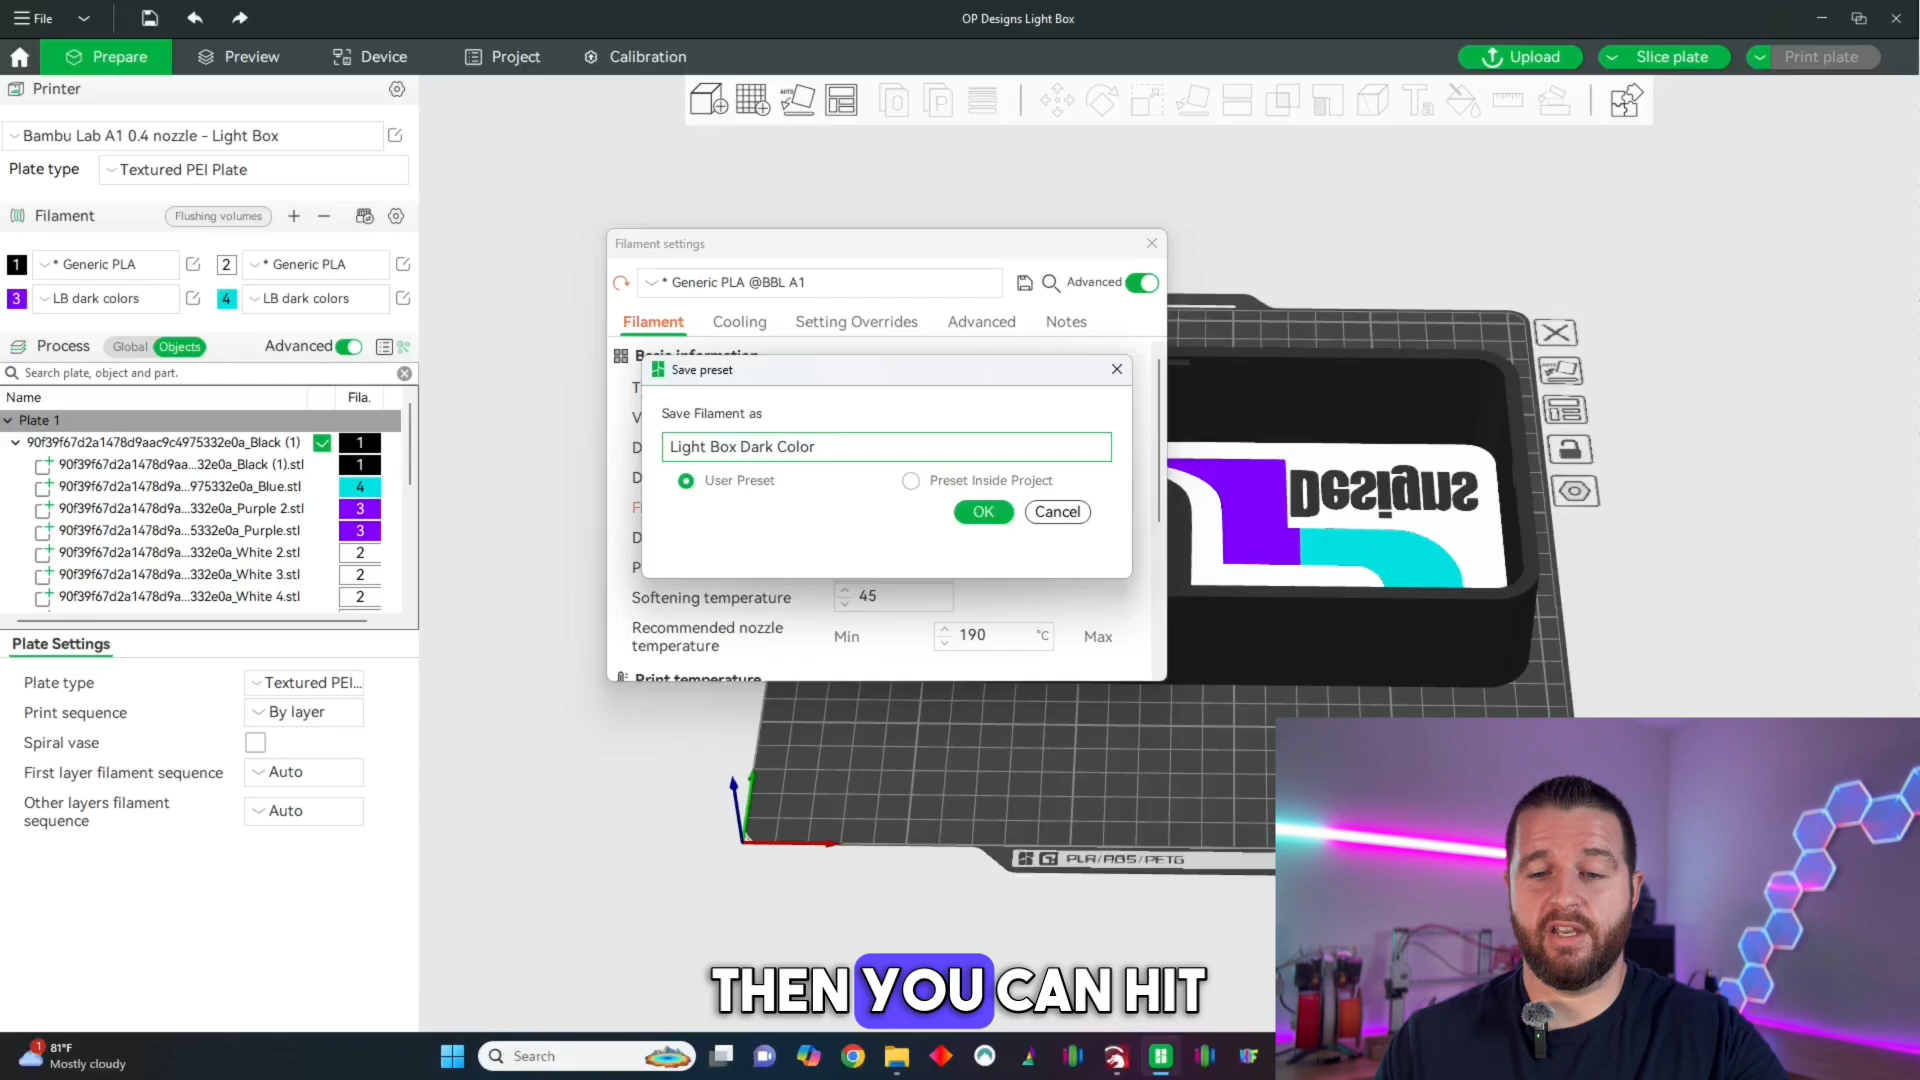 File
OP Designs Light Box
Prepare
Preview
Device
Project
Calibration
Upload
Slice plate
Print plate
Printer
Bambu Lab A1 0.4 nozzle - Light Box
Plate type
Textured PEI Plate
Filament
Flushing volumes
1
* Generic PLA
2
* Generic PLA
3
LB dark colors
4
LB dark colors
Process
Global
Objects
Advanced
Search plate, object and part.
Name
Fila.
Plate 1
90f39f67d2a1478d9aac9c4975332e0a_Black (1)
1
90f39f67d2a1478d9aa...32e0a_Black (1).stl
1
90f39f67d2a1478d9a...975332e0a_Blue.stl
4
90f39f67d2a1478d9a...332e0a_Purple 2.stl
3
90f39f67d2a1478d9a...5332e0a_Purple.stl
3
90f39f67d2a1478d9a...332e0a_White 2.stl
2
90f39f67d2a1478d9a...332e0a_White 3.stl
2
90f39f67d2a1478d9a...332e0a_White 4.stl
2
Plate Settings
Plate type
Textured PEI...
Print sequence
By layer
Spiral vase
First layer filament sequence
Auto
Other layers filament
sequence
Auto
AUTO
Filament settings
* Generic PLA @BBL A1
Advanced
Filament
Cooling
Setting Overrides
Advanced
Notes
Basic information
Save preset
Save Filament as
Light Box Dark Color
User Preset
Preset Inside Project
OK
Cancel
Softening temperature
45
Recommended nozzle
temperature
Min
190
°C
Max
Print temperature
Designs
PLA/ABS/PETG
THEN YOU CAN HIT
1
81°F
Mostly cloudy
Search